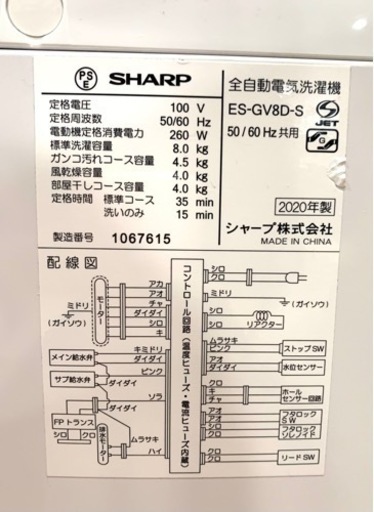 PSE
SHARP
全自動電気洗濯機
ES-GV8D-S
50/60Hz共用
S JET
定格電圧 100 V
定格周波数 50/60 Hz
電動機定格消費電力 260 W
標準洗濯容量 8.0 kg
ガンコ汚れコース容量 4.5 kg
風乾燥容量 4.0 kg
部屋干しコース容量 4.0 kg
定格時間 標準コース 35 min
洗いのみ 15 min
製造番号 1067615
2020年製
シャープ株式会社
MADE IN CHINA
配線図
ミドリ
(ガイソウ)
モーター
アカ
アオ
チャ
ダイダイ
シロ
キ
コントロール回路(温度ヒューズ・電流ヒューズ内蔵)
シロ
クロ
ミドリ
(ガイソウ)
シロ
シロ
リアクター
メイン給水弁
キミドリ
ダイダイ
サブ給水弁
ピンク
ダイダイ
ソラ
FPトランス
シロ
クロ
ダイダイ
排水モーター
ムラサキ
ハイ
ムラサキ
ピンク
ストップSW
アオ
ダイダイ
水位センサー
クロ
キ
チャ
ホールセンサー回路
アオ
アオ
フタロックSW
シロ
クロ
フタロックソレノイド
クロ
クロ
リードSW